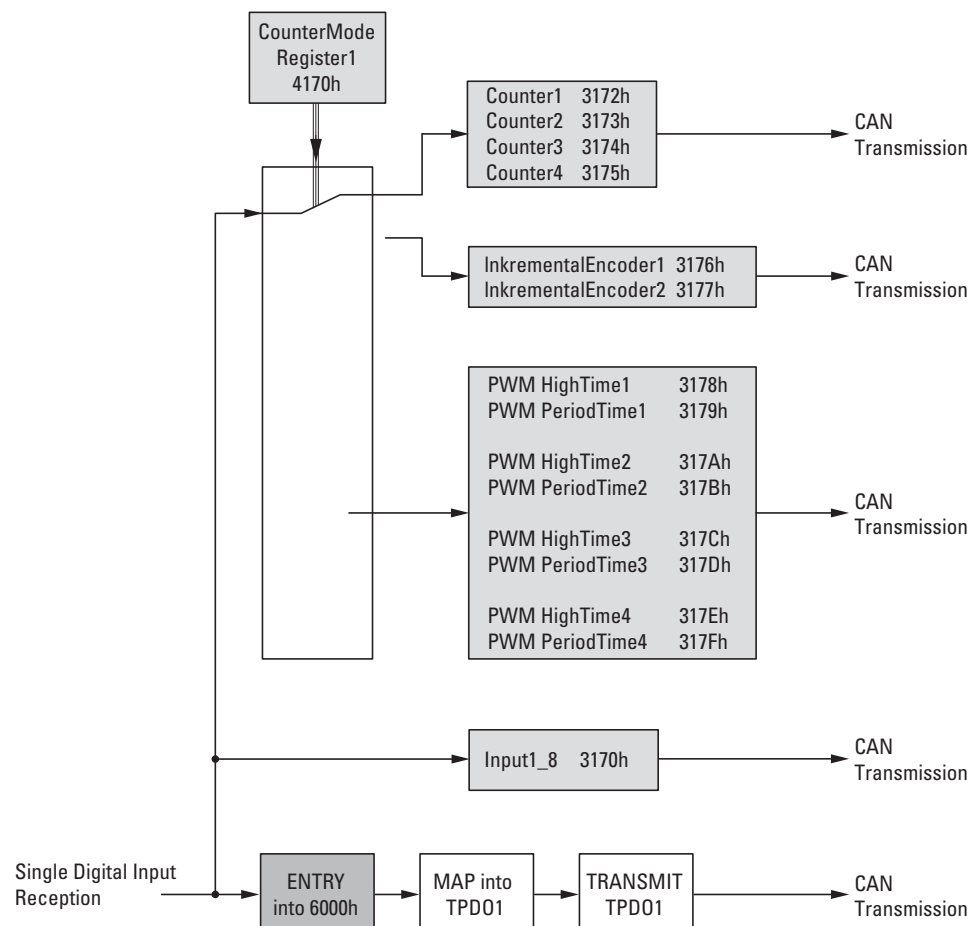 CounterMode
Register1
4170h
Counter1 3172h
Counter2 3173h
Counter3 3174h
Counter4 3175h
CAN
Transmission
InkrementalEncoder1 3176h
InkrementalEncoder2 3177h
CAN
Transmission
PWM HighTime1 3178h
PWM PeriodTime1 3179h
PWM HighTime2 317Ah
PWM PeriodTime2 317Bh
PWM HighTime3 317Ch
PWM PeriodTime3 317Dh
PWM HighTime4 317Eh
PWM PeriodTime4 317Fh
CAN
Transmission
Input1_8 3170h
CAN
Transmission
Single Digital Input
Reception
ENTRY
into 6000h
MAP into
TPDO1
TRANSMIT
TPDO1
CAN
Transmission